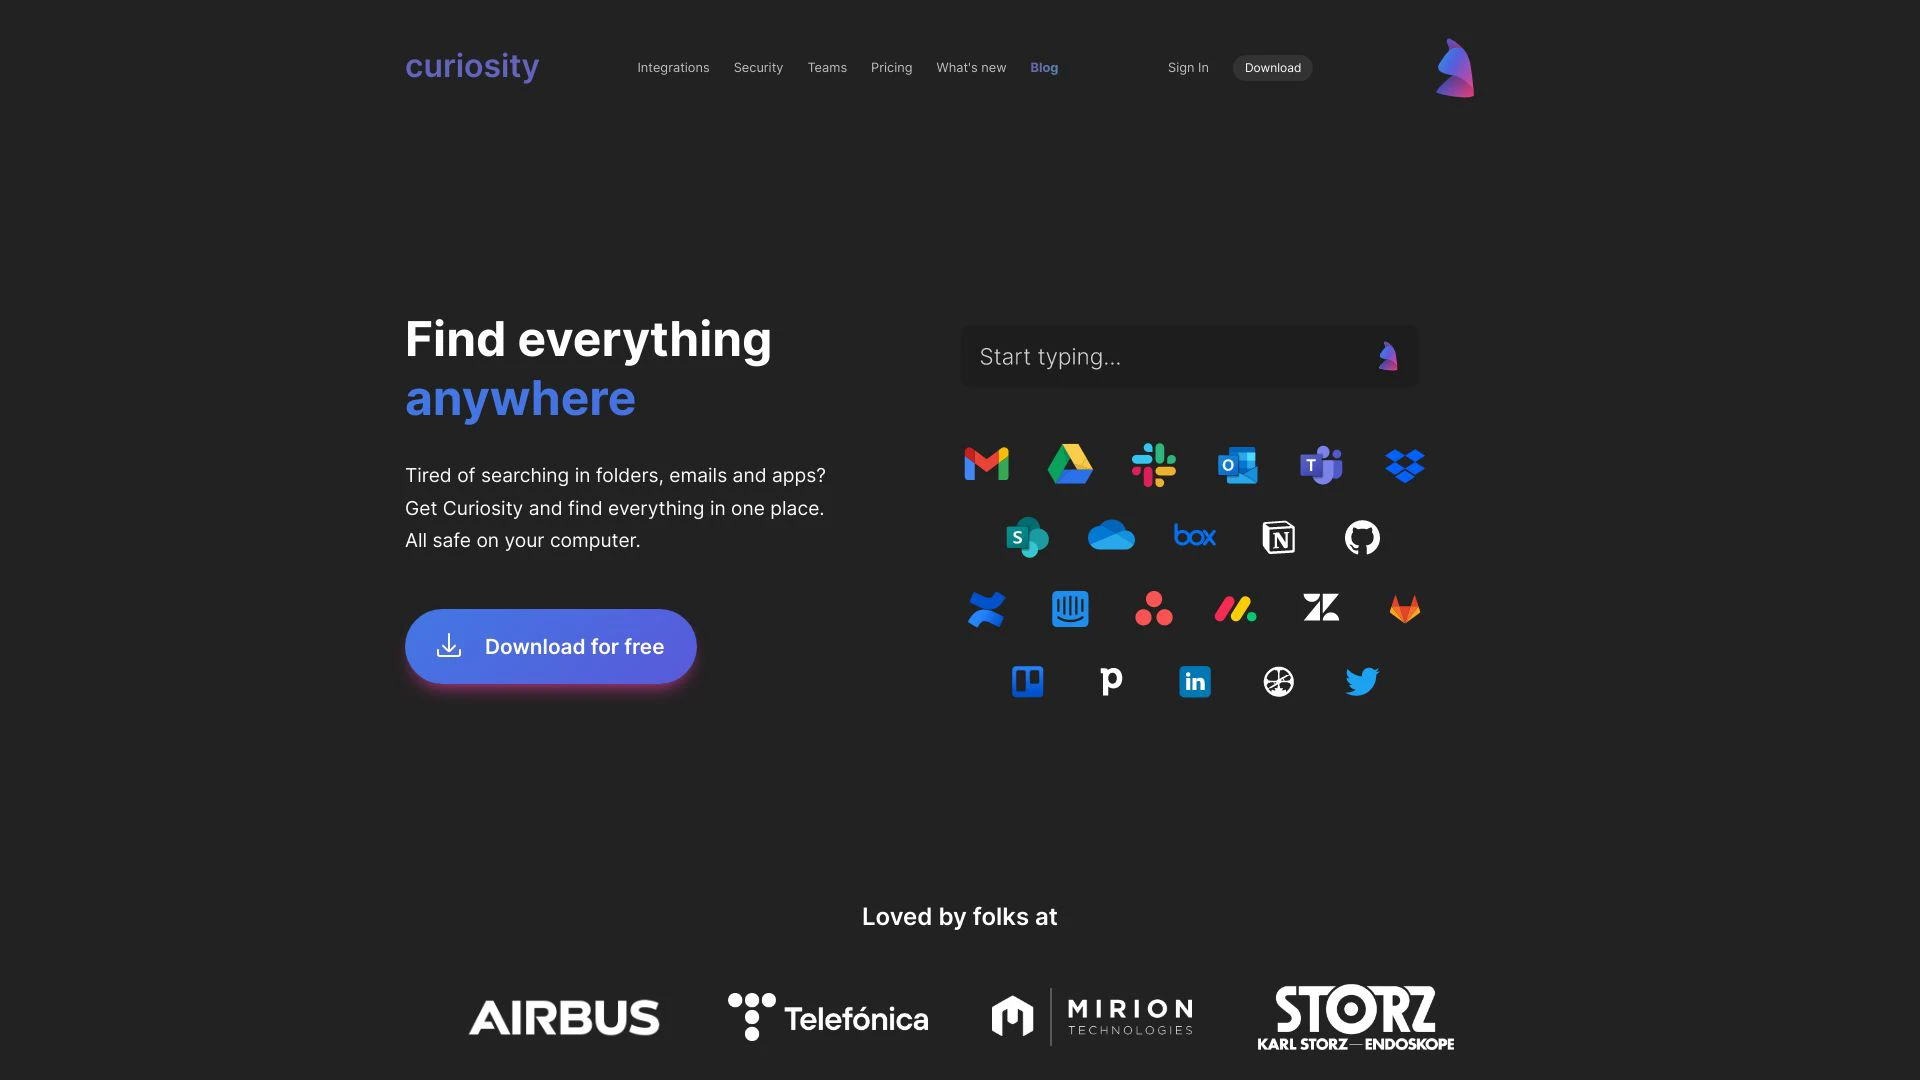 curiosity
Integrations
Security
Teams
Pricing
What's new
Blog
Sign In
Download
Find everything
anywhere
Tired of searching in folders, emails and apps?
Get Curiosity and find everything in one place.
All safe on your computer.
Download for free
Start typing...
O
T
S
box
N
p
in
Loved by folks at
AIRBUS
Telefónica
MIRION
TECHNOLOGIES
STORZ
KARL STORZ—ENDOSKOPE